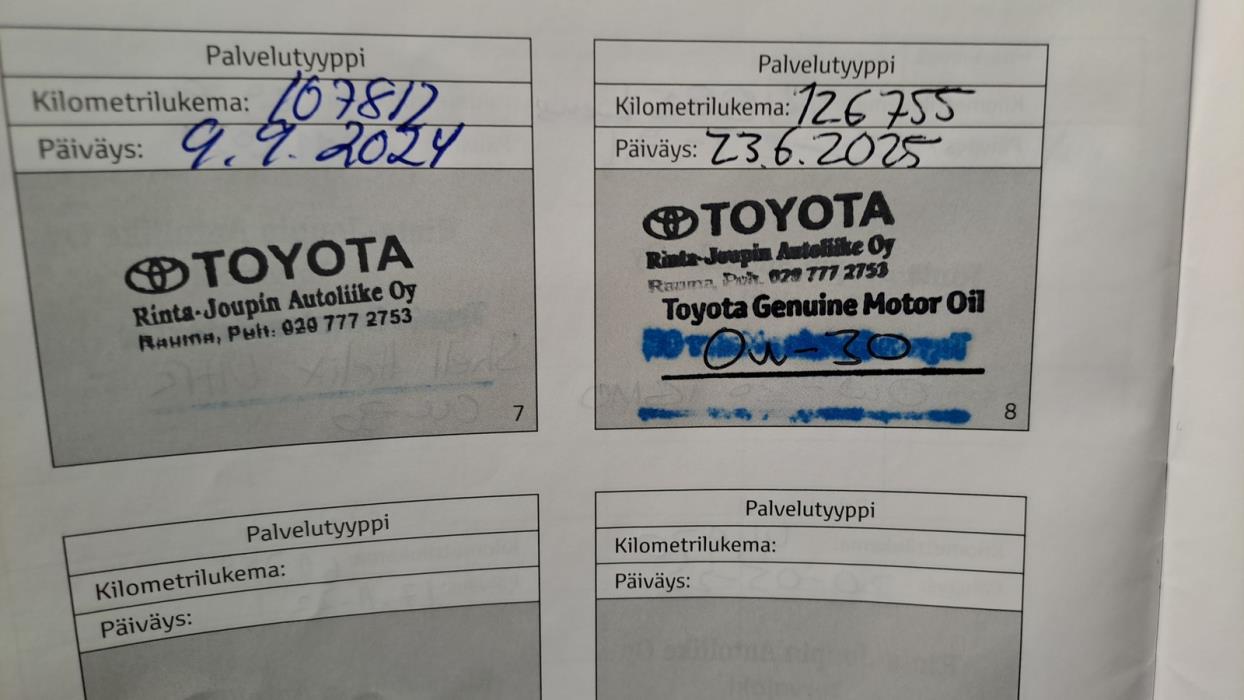 Palvelutyyppi
Kilometrilukema: 107817
Päiväys: 9.9.2024
TOYOTA
Rinta-Joupin Autoliike Oy
Rauma, Puh. 020 777 2753
7
Palvelutyyppi
Kilometrilukema: 126755
Päiväys: 23.6.2025
TOYOTA
Rinta-Joupin Autoliike Oy
Rauma, Puh. 020 777 2753
Toyota Genuine Motor Oil
0w-30
8
Palvelutyyppi
Kilometrilukema:
Päiväys:
Palvelutyyppi
Kilometrilukema:
Päiväys: